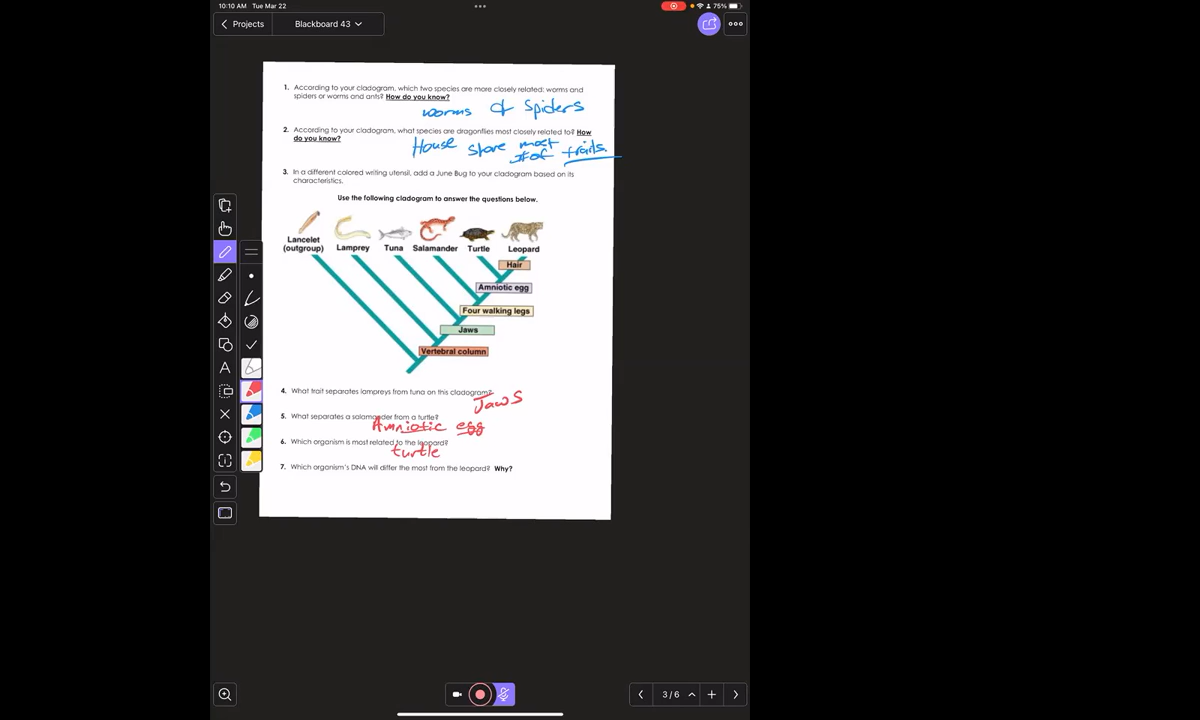 10:10 AM Tue Mar 22
75%
Projects
Blackboard 43
1. According to your cladogram, which two species are more closely related: worms and
spiders or worms and ants? How do you know?
worms & Spiders
2. According to your cladogram, what species are dragonflies most closely related to? How
do you know?
House share most
of traits.
3. In a different colored writing utensil, add a June Bug to your cladogram based on its
characteristics.
Use the following cladogram to answer the questions below.
Lancelet
(outgroup) Lamprey Tuna Salamander Turtle Leopard
Hair
Amniotic egg
Four walking legs
Jaws
Vertebral column
4. What trait separates lampreys from tuna on this cladogram?
Jaws
5. What separates a salamander from a turtle?
Amniotic egg
6. Which organism is most related to the leopard?
turtle
7. Which organism's DNA will differ the most from the leopard? Why?
A
3 / 6